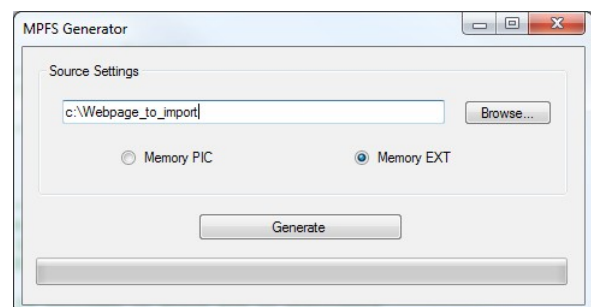 MPFS Generator
Source Settings
c:\Webpage_to_import
Browse...
Memory PIC
Memory EXT
Generate